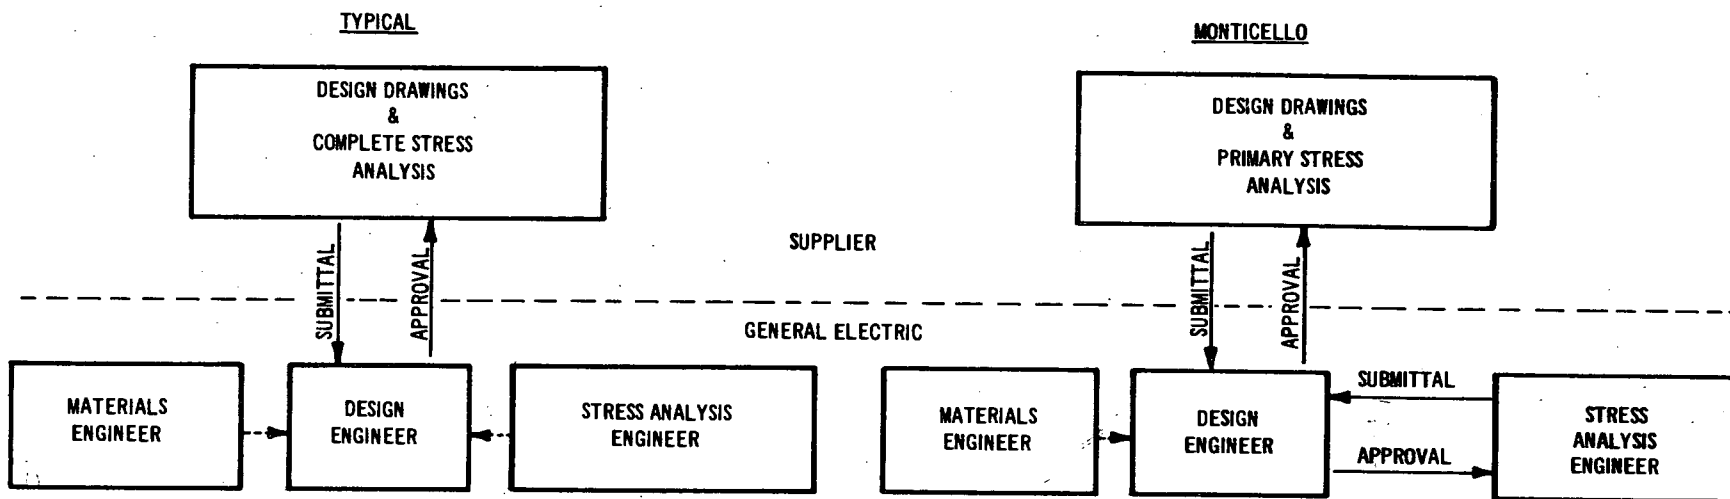 TYPICAL
DESIGN DRAWINGS
&
COMPLETE STRESS
ANALYSIS
SUBMITTAL
APPROVAL
MATERIALS
ENGINEER
DESIGN
ENGINEER
STRESS ANALYSIS
ENGINEER
SUPPLIER
GENERAL ELECTRIC
MONTICELLO
DESIGN DRAWINGS
&
PRIMARY STRESS
ANALYSIS
SUBMITTAL
APPROVAL
MATERIALS
ENGINEER
DESIGN
ENGINEER
SUBMITTAL
APPROVAL
STRESS
ANALYSIS
ENGINEER